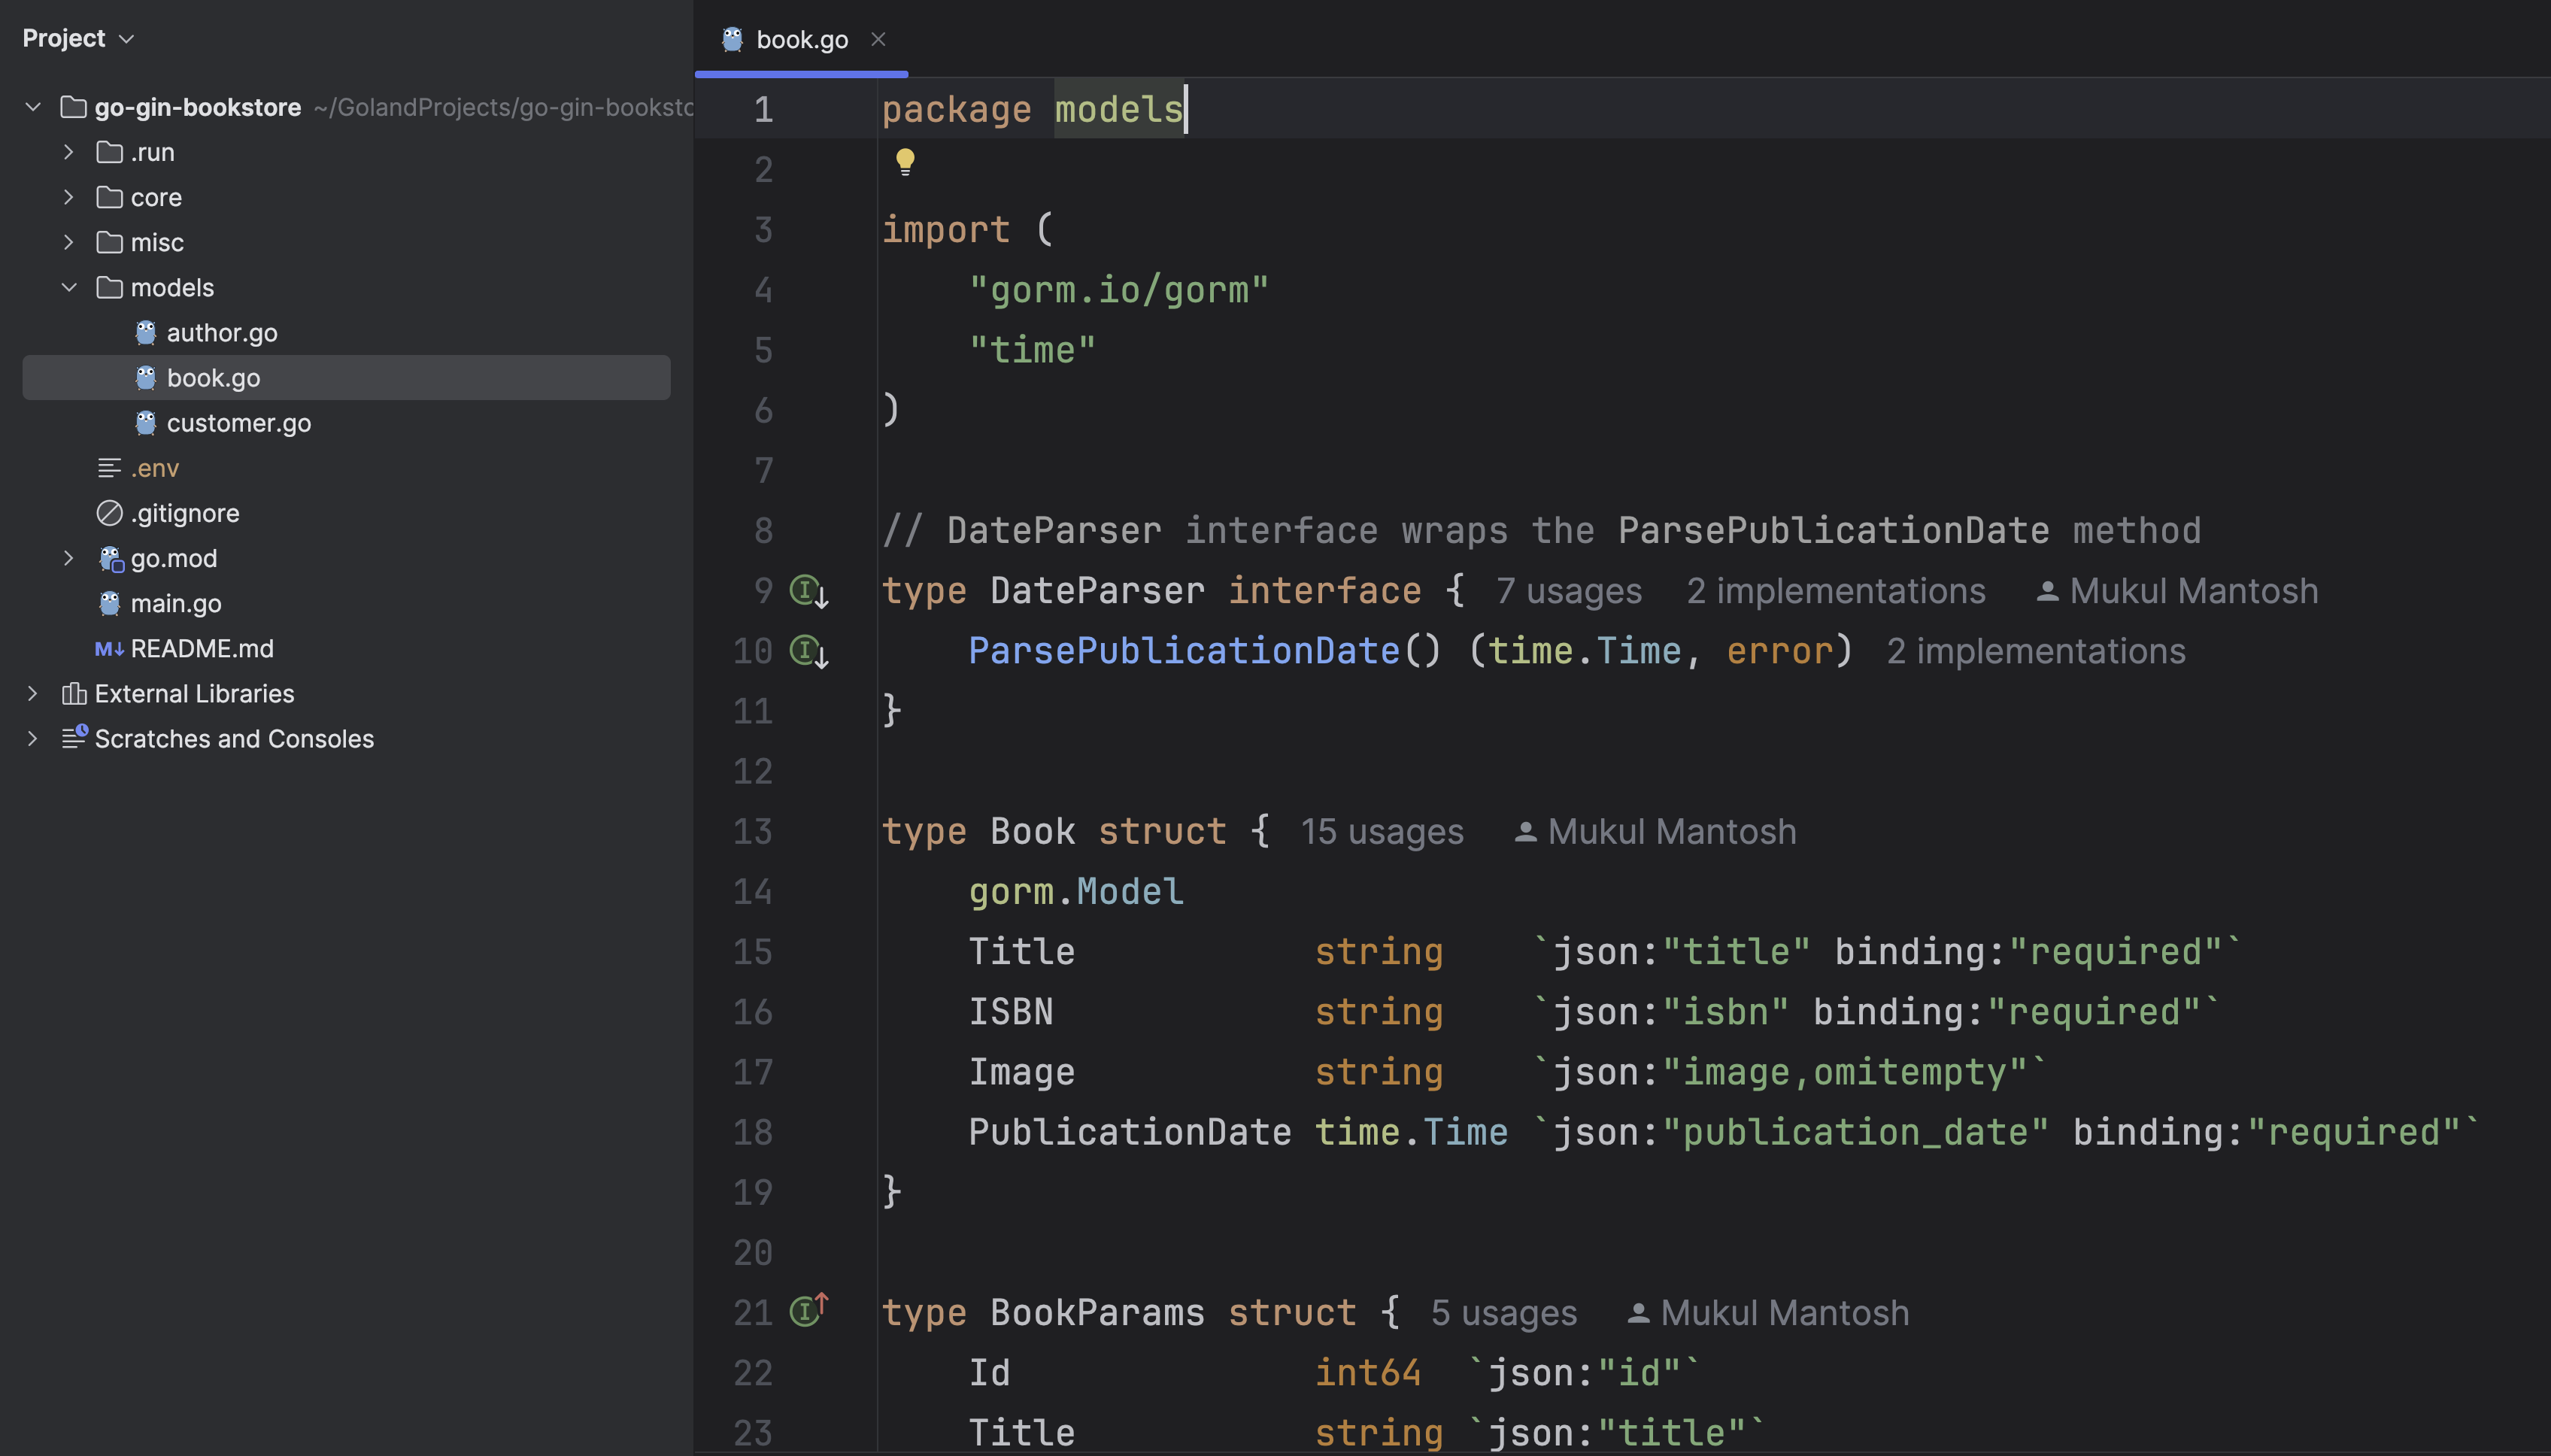 Project
go-gin-bookstore ~/GolandProjects/go-gin-booksto
.run
core
misc
models
author.go
book.go
customer.go
.env
.gitignore
go.mod
main.go
M↓ README.md
External Libraries
Scratches and Consoles
book.go
1 package models
2
3 import (
4 "gorm.io/gorm"
5 "time"
6 )
7
8 // DateParser interface wraps the ParsePublicationDate method
9 type DateParser interface { 7 usages 2 implementations Mukul Mantosh
10 ParsePublicationDate() (time.Time, error) 2 implementations
11 }
12
13 type Book struct { 15 usages Mukul Mantosh
14 gorm.Model
15 Title string `json:"title" binding:"required"`
16 ISBN string `json:"isbn" binding:"required"`
17 Image string `json:"image,omitempty"`
18 PublicationDate time.Time `json:"publication_date" binding:"required"`
19 }
20
21 type BookParams struct { 5 usages Mukul Mantosh
22 Id int64 `json:"id"`
23 Title string `json:"title"`